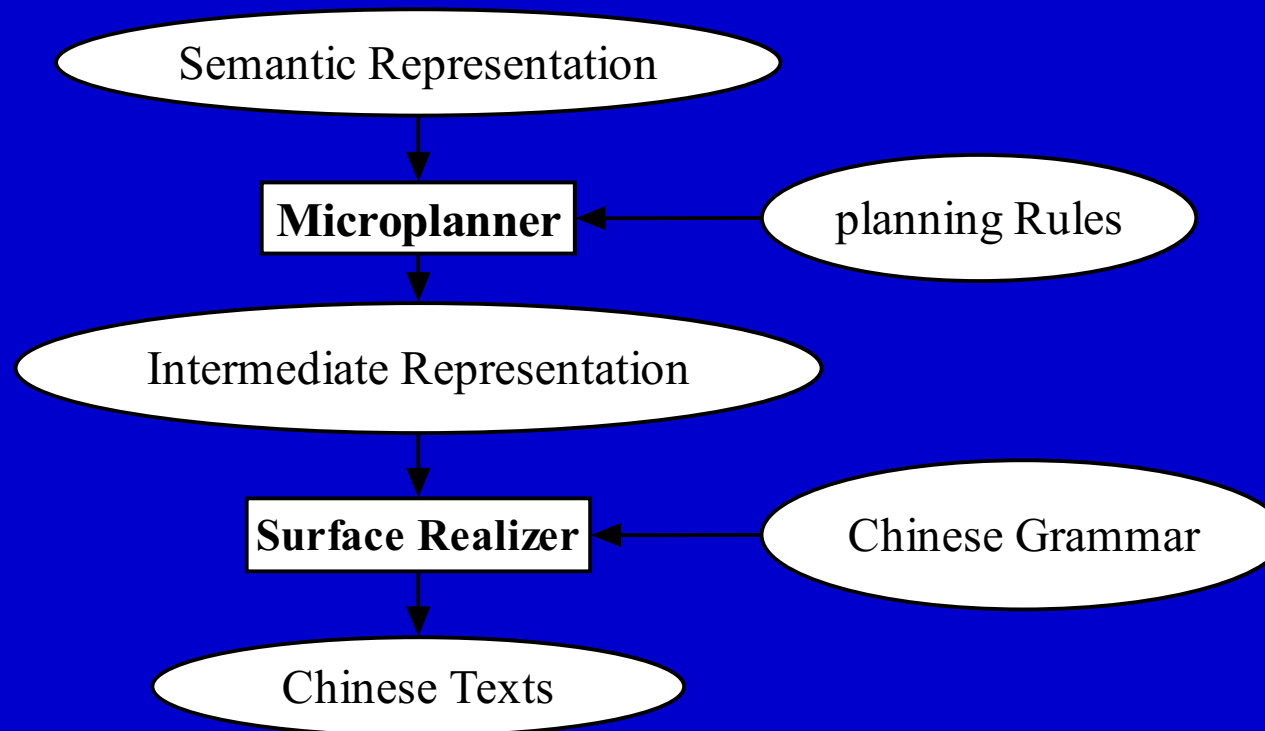 Semantic Representation
Microplanner
planning Rules
Intermediate Representation
Surface Realizer
Chinese Grammar
Chinese Texts